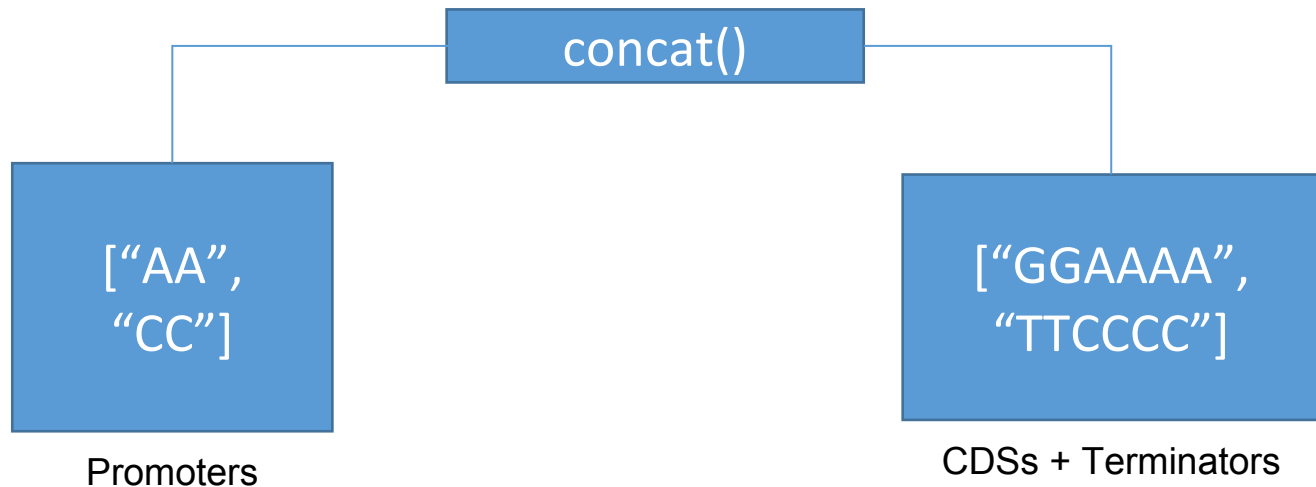 concat()
[“AA”,
“CC”]
[“GGAAAA”,
“TTCCCC”]
Promoters
CDSs + Terminators